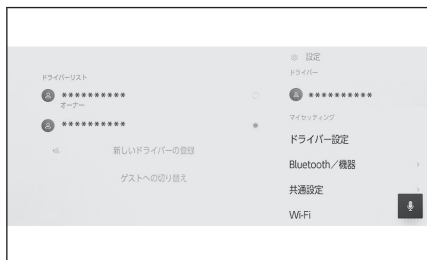 ドライバーリスト
**********
オーナー
**********
新しいドライバーの登録
ゲストへの切り替え
設定
ドライバー
**********
マイセッティング
ドライバー設定
Bluetooth／機器
共通設定
Wi-Fi